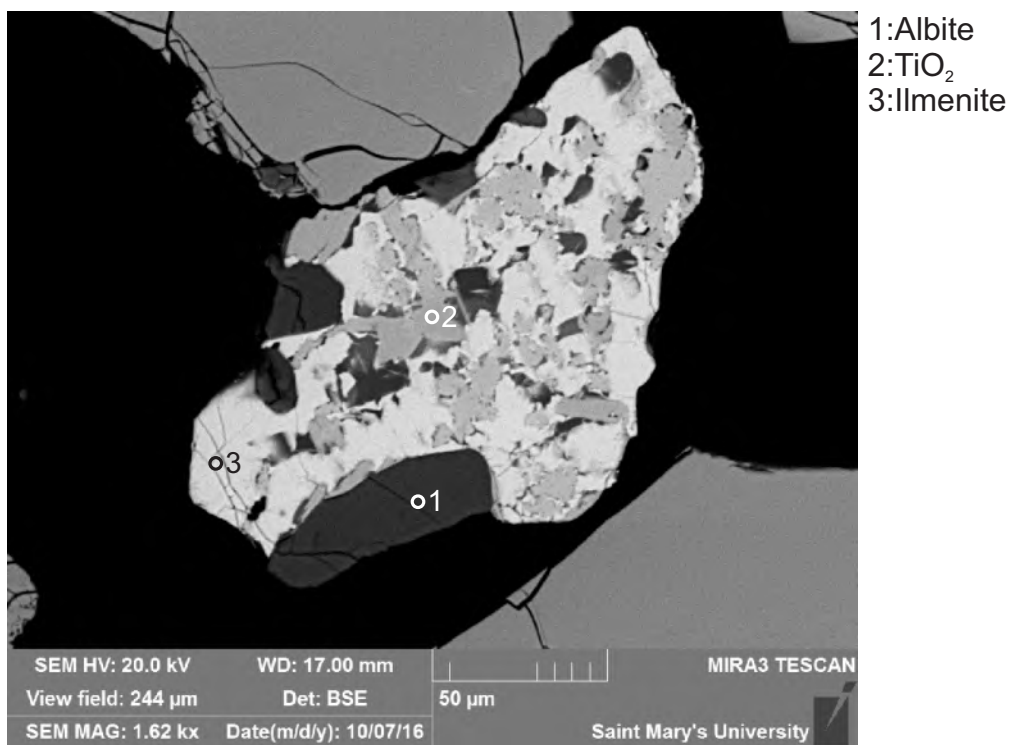 1:Albite
2:TiO₂
3:Ilmenite
2
3
1
SEM HV: 20.0 kV WD: 17.00 mm MIRA3 TESCAN
View field: 244 µm Det: BSE 50 µm
SEM MAG: 1.62 kx Date(m/d/y): 10/07/16 Saint Mary's University